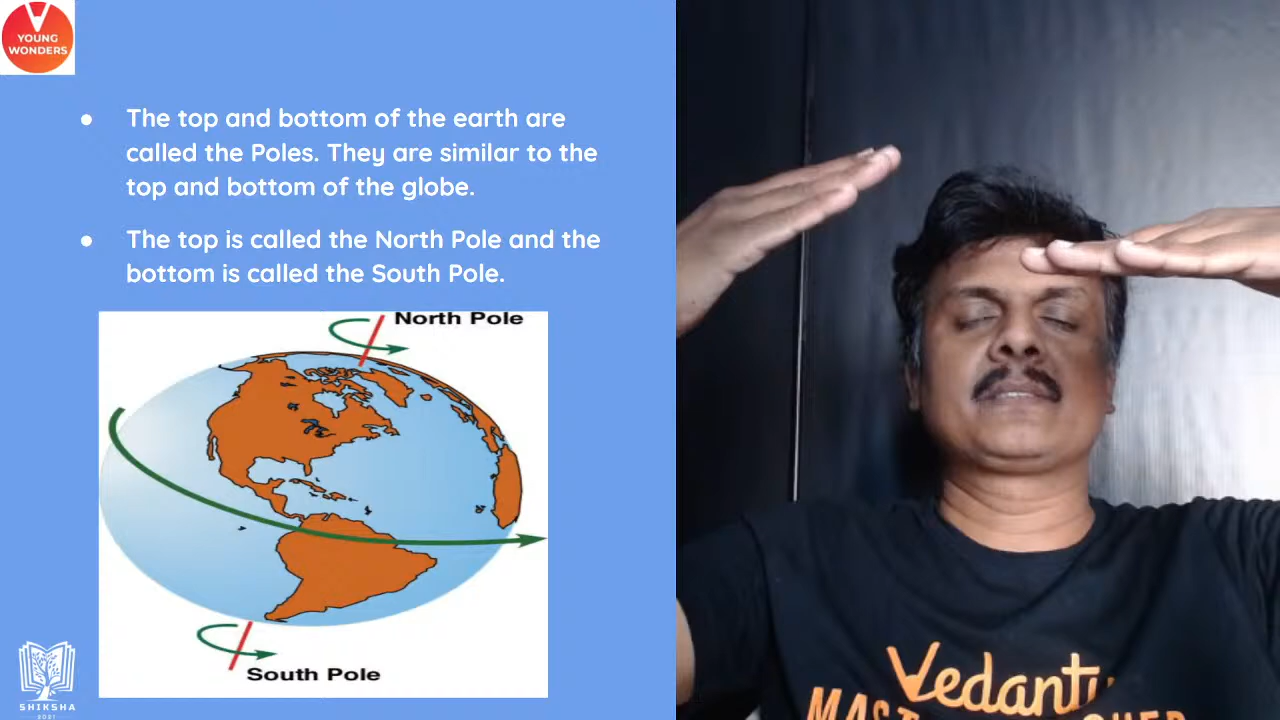 YOUNG
WONDERS
● The top and bottom of the earth are
called the Poles. They are similar to the
top and bottom of the globe.
● The top is called the North Pole and the
bottom is called the South Pole.
North Pole
South Pole
SHIKSHA
2021
Vedantu